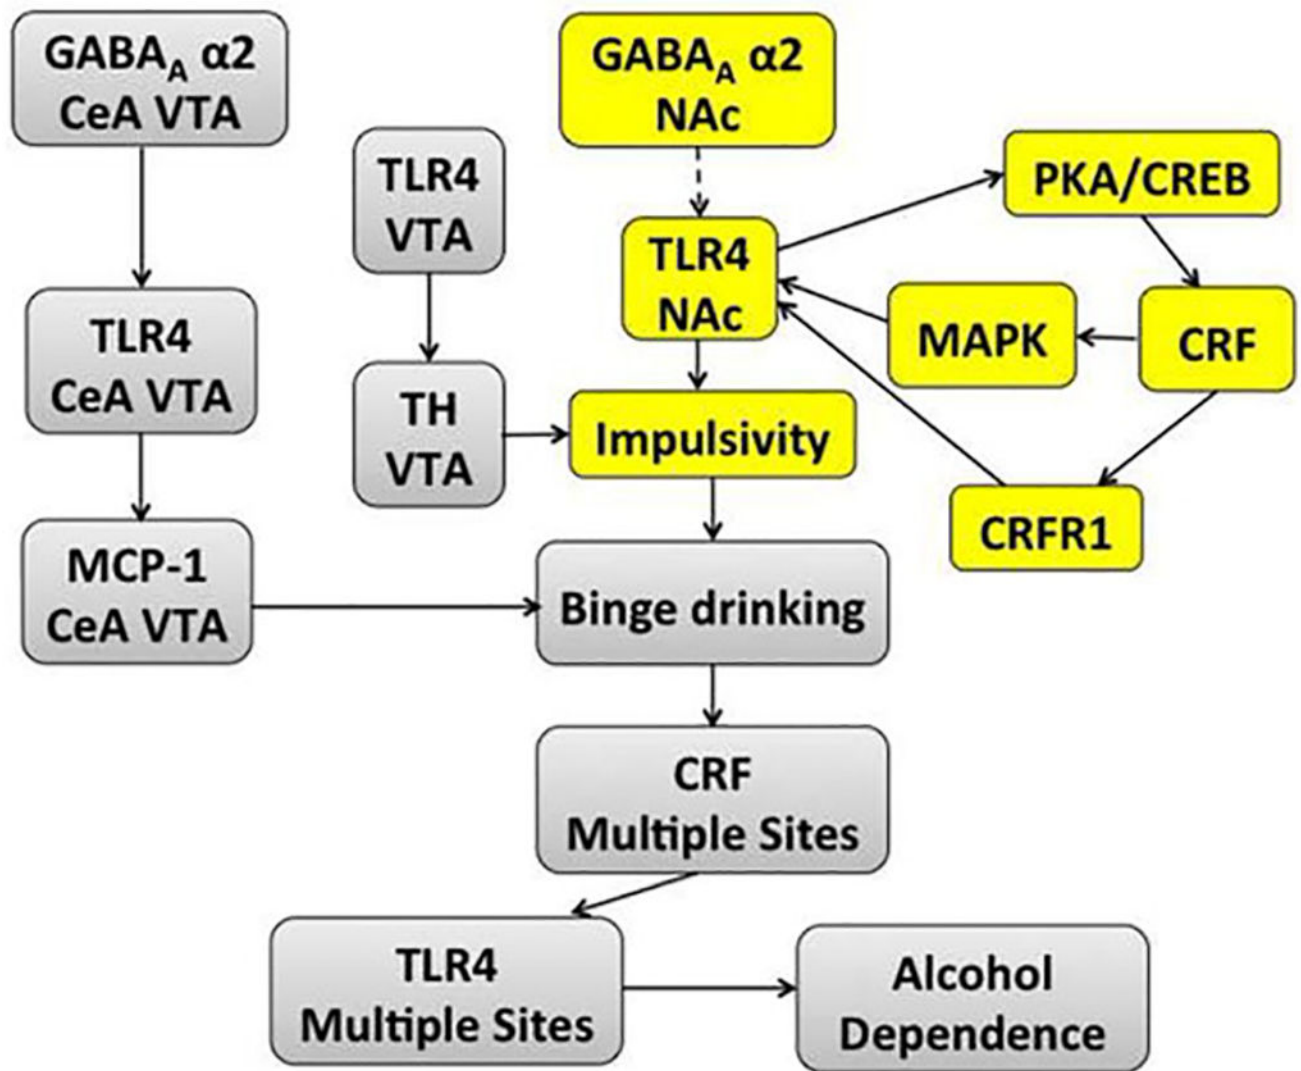 GABAA α2
CeA VTA
GABAA α2
NAc
TLR4
VTA
PKA/CREB
TLR4
NAc
TLR4
CeA VTA
MAPK
CRF
TH
VTA
Impulsivity
CRFR1
MCP-1
CeA VTA
Binge drinking
CRF
Multiple Sites
TLR4
Multiple Sites
Alcohol
Dependence